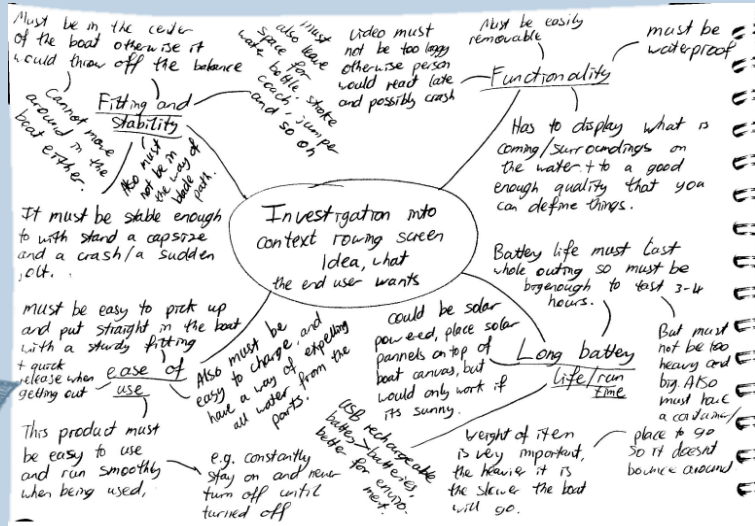 Investigation into
context rowing screen
Idea, what
the end user wants
Fitting and
Stability
Must be in the center
of the boat otherwise it
would throw off the balance
Cannot move
around in the
boat either.
must
also leave
space for
water bottle, stroke
coach, jumper
and so on
Also must
not be in
the way of
blade path.
It must be stable enough
to with stand a capsize
and a crash/a sudden
jolt.
Functionality
Video must
not be too laggy
otherwise person
would react late
and possibly crash
Must be easily
removable
must be
waterproof
Has to display what is
coming/surroundings on
the water + to a good
enough quality that you
can define things.
Long battey
life/run
time
Battey life must last
whole outing so must be
big enough to last 3-4
hours.
But must
not be too
heavy and
big. Also
must have
a container/
place to go
so it doesnt
bounce around
could be solar
powered, place solar
pannels on top of
boat canvas, but
would only work if
its sunny.
USB rechargeable
battey > batteries,
better for enviro-
ment.
weight of item
is very important,
the heavier it is
the slower the boat
will go.
ease of
use
must be easy to pick up
and put straight in the boat
with a sturdy fitting
+ quick
release when
getting out
Also must be
easy to charge, and
have a way of expelling
all water from the
parts.
This product must
be easy to use
and run smoothly
when being used,
e.g. constantly
stay on and never
turn off until
turned off